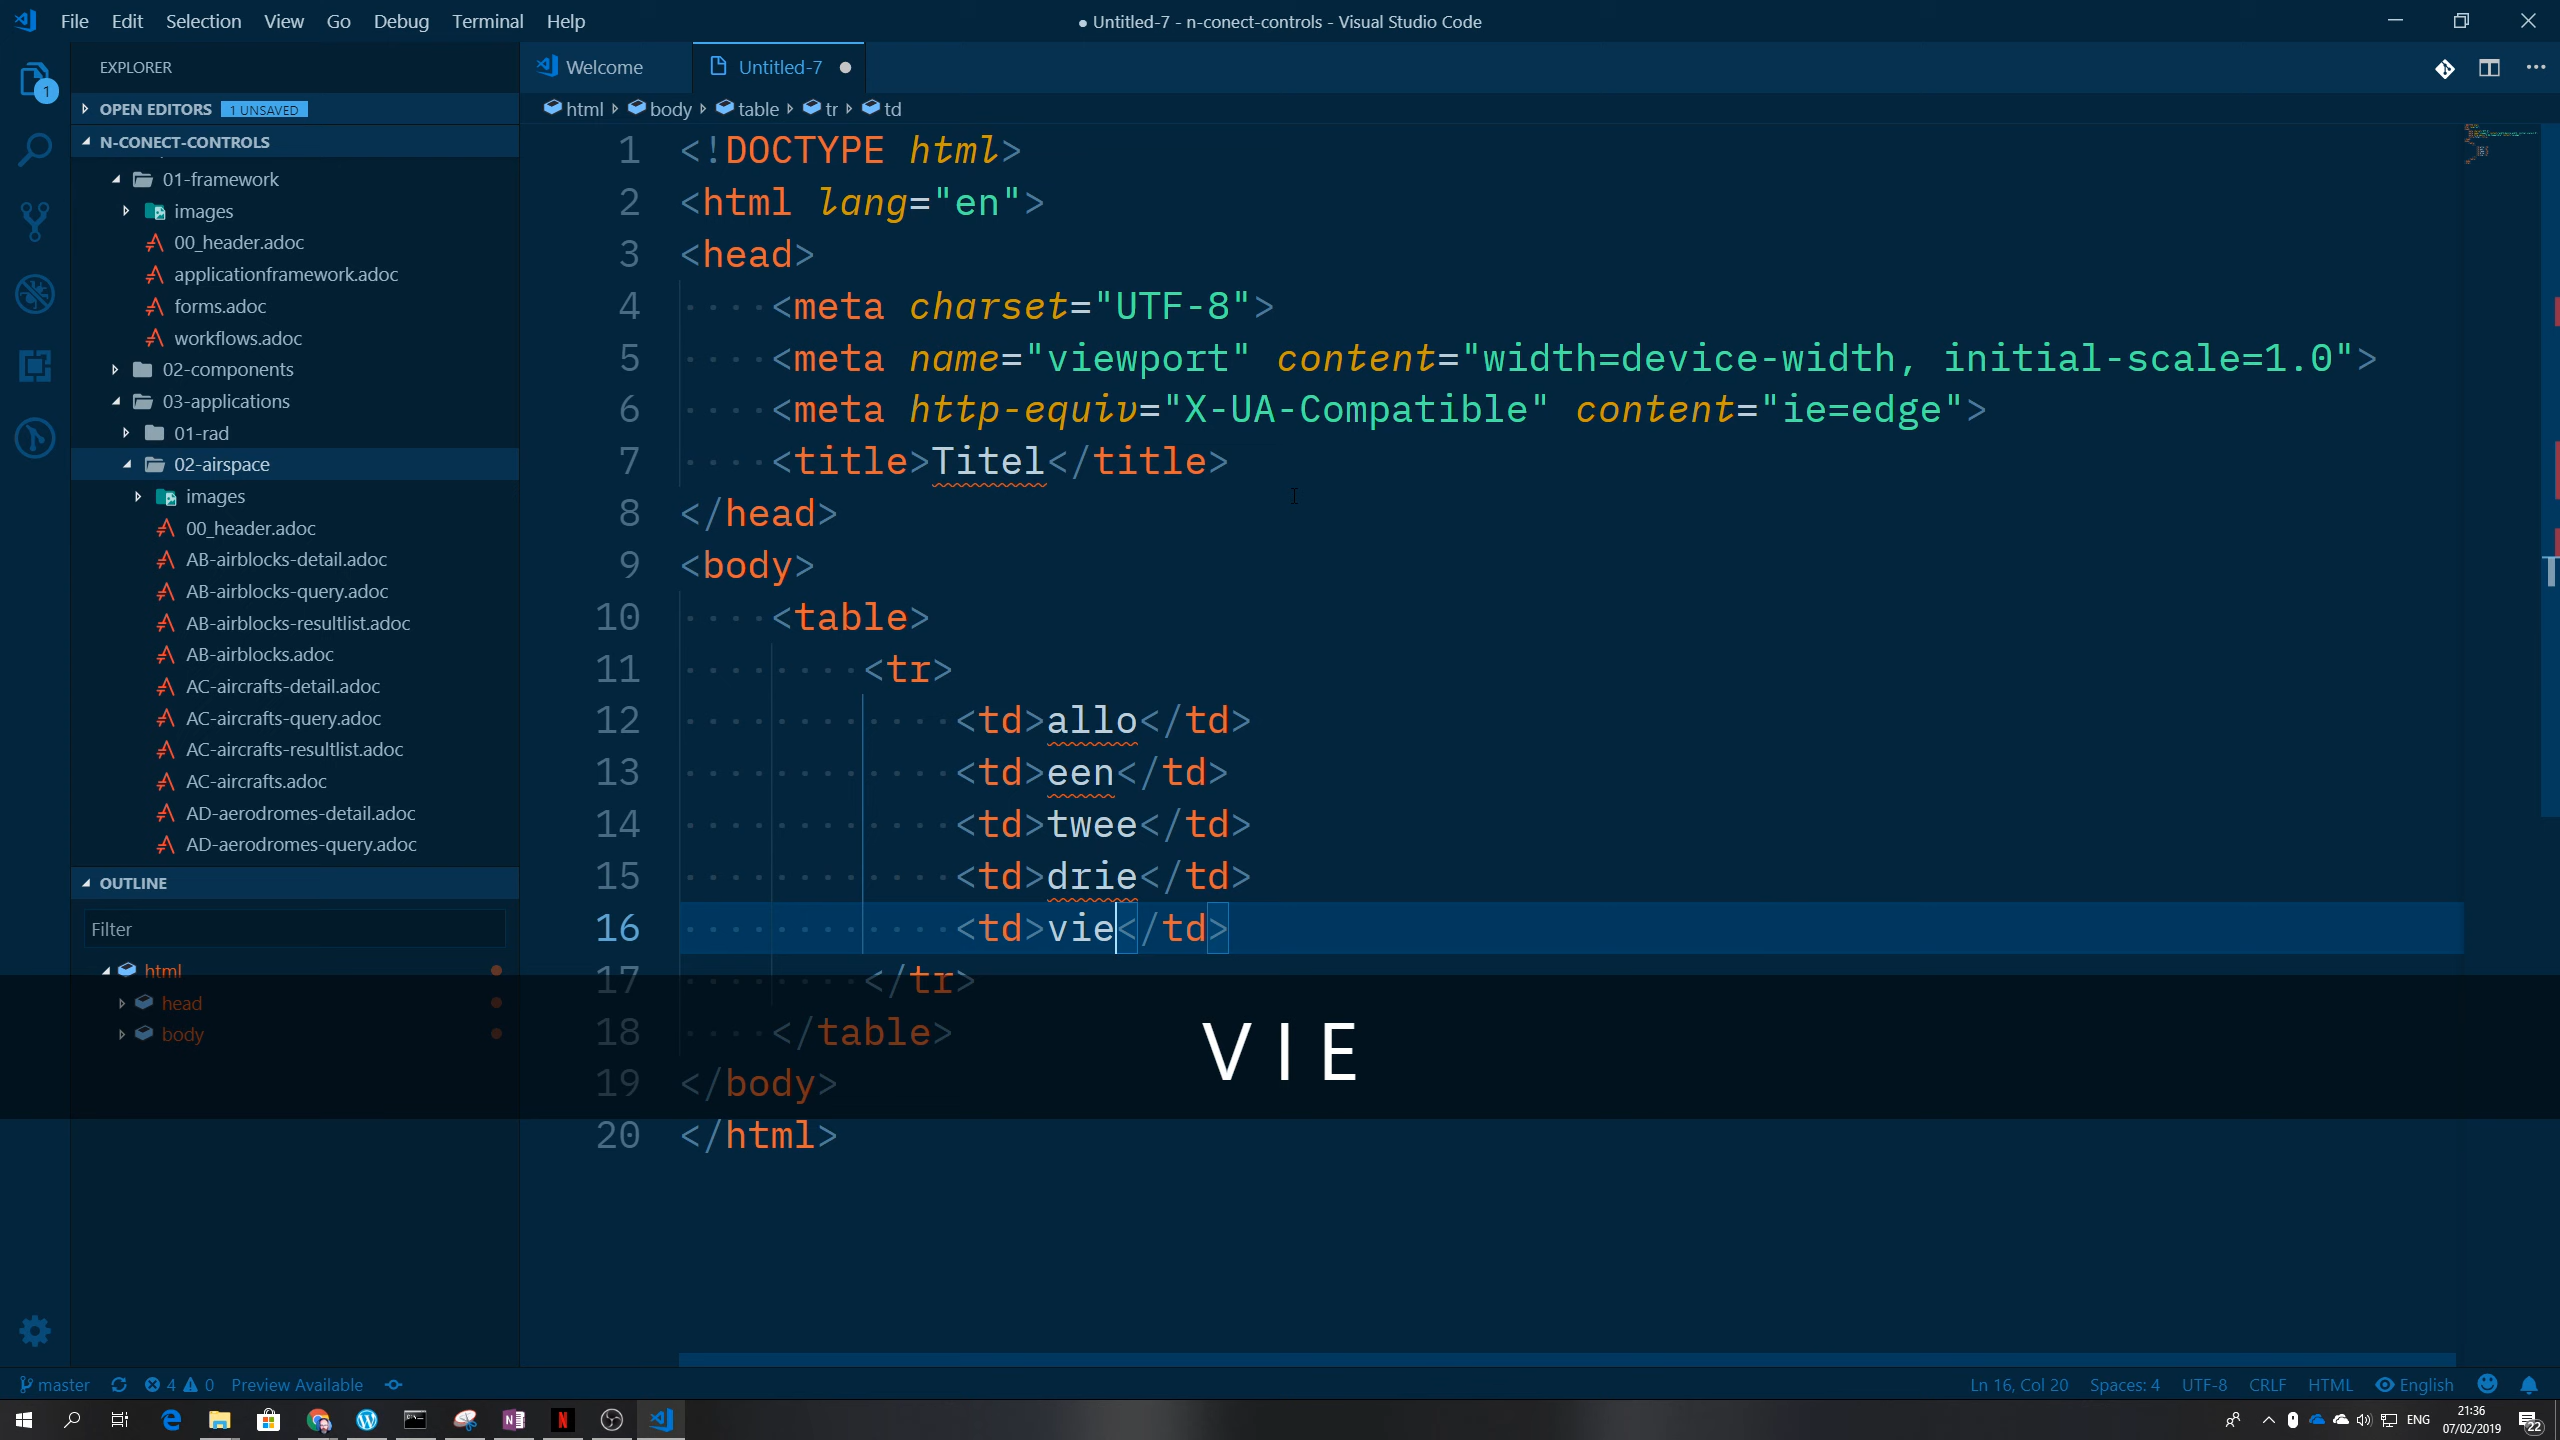 File Edit Selection View Go Debug Terminal Help
● Untitled-7 - n-conect-controls - Visual Studio Code
EXPLORER
Welcome
Untitled-7
1
OPEN EDITORS 1 UNSAVED
html body table tr td
N-CONECT-CONTROLS
01-framework
images
00_header.adoc
applicationframework.adoc
forms.adoc
workflows.adoc
02-components
03-applications
01-rad
02-airspace
images
00_header.adoc
AB-airblocks-detail.adoc
AB-airblocks-query.adoc
AB-airblocks-resultlist.adoc
AB-airblocks.adoc
AC-aircrafts-detail.adoc
AC-aircrafts-query.adoc
AC-aircrafts-resultlist.adoc
AC-aircrafts.adoc
AD-aerodromes-detail.adoc
AD-aerodromes-query.adoc
OUTLINE
Filter
html
head
body
1 <!DOCTYPE html>
2 <html lang="en">
3 <head>
4 ····<meta charset="UTF-8">
5 ····<meta name="viewport" content="width=device-width, initial-scale=1.0">
6 ····<meta http-equiv="X-UA-Compatible" content="ie=edge">
7 ····<title>Titel</title>
8 </head>
9 <body>
10 ····<table>
11 ········<tr>
12 ············<td>allo</td>
13 ············<td>een</td>
14 ············<td>twee</td>
15 ············<td>drie</td>
16 ············<td>vie</td>
17 ········</tr>
18 ····</table>
19 </body>
20 </html>
V I E
master 4 0 Preview Available
Ln 16, Col 20 Spaces: 4 UTF-8 CRLF HTML English
ENG
21:36
07/02/2019
22